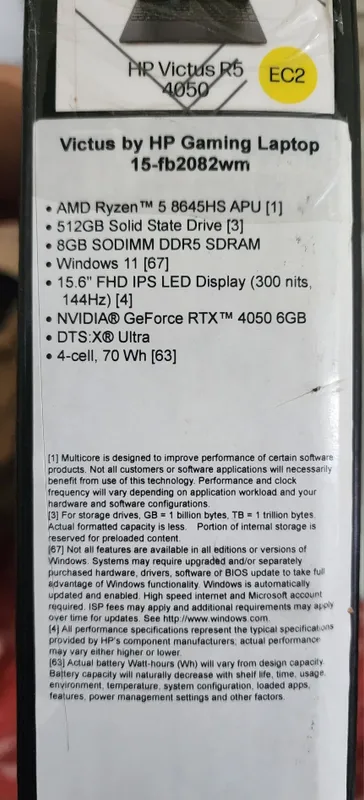 HP Victus R5
4050
EC2
Victus by HP Gaming Laptop
15-fb2082wm
• AMD Ryzen™ 5 8645HS APU [1]
• 512GB Solid State Drive [3]
• 8GB SODIMM DDR5 SDRAM
• Windows 11 [67]
• 15.6" FHD IPS LED Display (300 nits,
144Hz) [4]
• NVIDIA® GeForce RTX™ 4050 6GB
• DTS:X® Ultra
• 4-cell, 70 Wh [63]
[1] Multicore is designed to improve performance of certain software
products. Not all customers or software applications will necessarily
benefit from use of this technology. Performance and clock
frequency will vary depending on application workload and your
hardware and software configurations.
[3] For storage drives, GB = 1 billion bytes, TB = 1 trillion bytes.
Actual formatted capacity is less. Portion of internal storage is
reserved for preloaded content.
[67] Not all features are available in all editions or versions of
Windows. Systems may require upgraded and/or separately
purchased hardware, drivers, software of BIOS update to take full
advantage of Windows functionality. Windows is automatically
updated and enabled. High speed internet and Microsoft account
required. ISP fees may apply and additional requirements may apply
over time for updates. See http://www.windows.com.
[4] All performance specifications represent the typical specifications
provided by HP's component manufacturers; actual performance
may vary either higher or lower.
[63] Actual battery Watt-hours (Wh) will vary from design capacity.
Battery capacity will naturally decrease with shelf life, time, usage,
environment, temperature, system configuration, loaded apps,
features, power management settings and other factors.